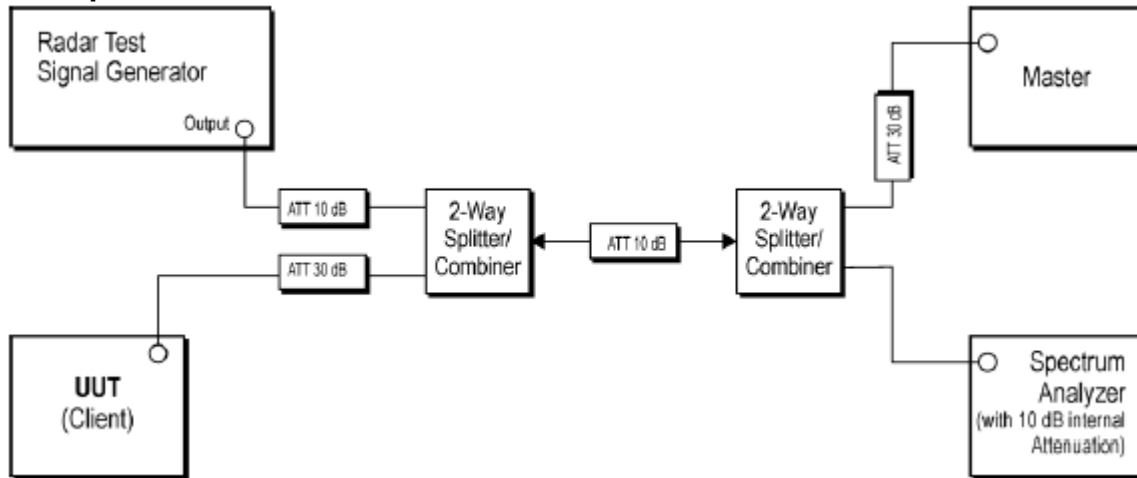 Radar Test
Signal Generator
Output
ATT 10 dB
ATT 30 dB
UUT
(Client)
2-Way
Splitter/
Combiner
ATT 10 dB
2-Way
Splitter/
Combiner
ATT 30 dB
Master
Spectrum
Analyzer
(with 10 dB internal
Attenuation)